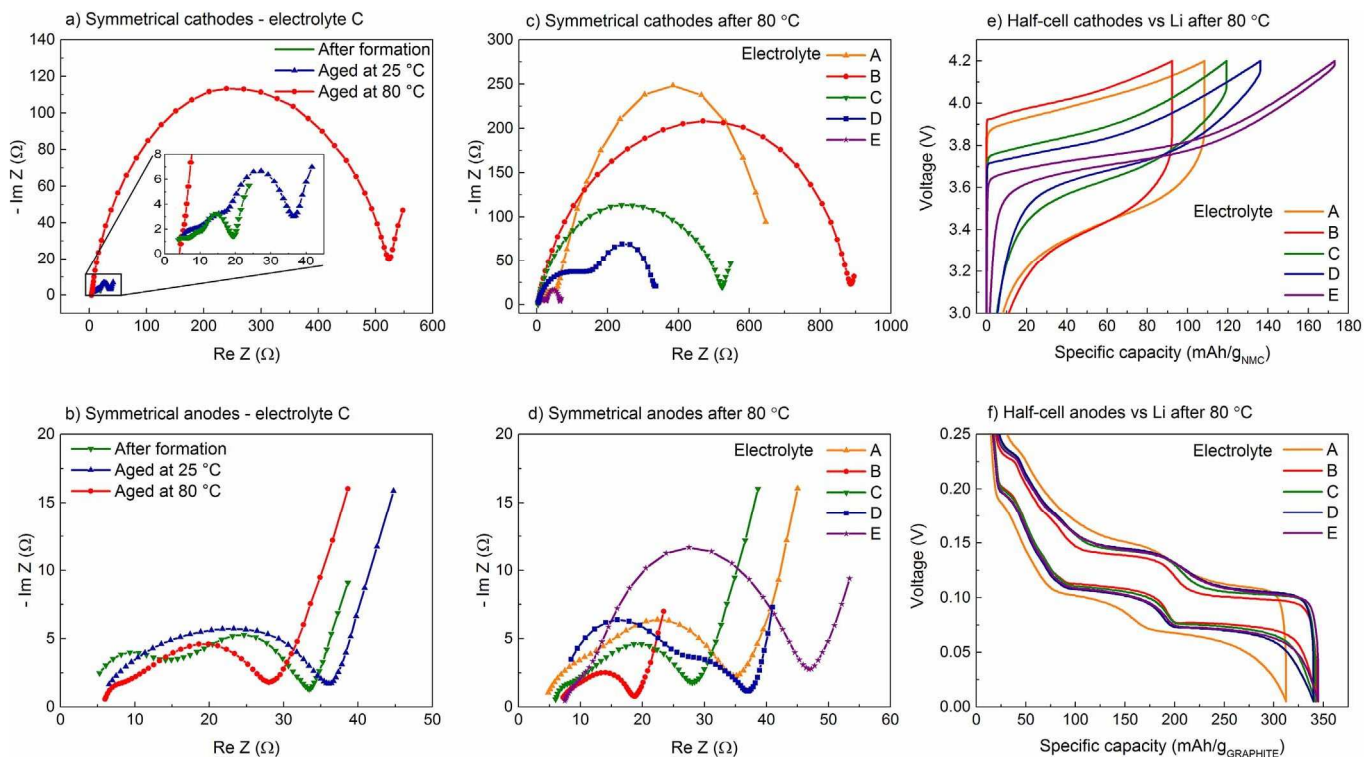 a) Symmetrical cathodes - electrolyte C
140
120
100
80
60
40
20
0
- Im Z (Ω)
After formation
Aged at 25 °C
Aged at 80 °C
8
6
4
2
0
0 10 20 30 40
0 100 200 300 400 500 600
Re Z (Ω)
c) Symmetrical cathodes after 80 °C
300
250
200
150
100
50
0
- Im Z (Ω)
Electrolyte
A
B
C
D
E
0 200 400 600 800 1000
Re Z (Ω)
e) Half-cell cathodes vs Li after 80 °C
4.2
4.0
3.8
3.6
3.4
3.2
3.0
Voltage (V)
Electrolyte
A
B
C
D
E
0 20 40 60 80 100 120 140 160 180
Specific capacity (mAh/gNMC)
b) Symmetrical anodes - electrolyte C
20
15
10
5
0
- Im Z (Ω)
After formation
Aged at 25 °C
Aged at 80 °C
0 10 20 30 40 50
Re Z (Ω)
d) Symmetrical anodes after 80 °C
20
15
10
5
0
- Im Z (Ω)
Electrolyte
A
B
C
D
E
0 10 20 30 40 50 60
Re Z (Ω)
f) Half-cell anodes vs Li after 80 °C
0.25
0.20
0.15
0.10
0.05
0.00
Voltage (V)
Electrolyte
A
B
C
D
E
0 50 100 150 200 250 300 350
Specific capacity (mAh/gGRAPHITE)